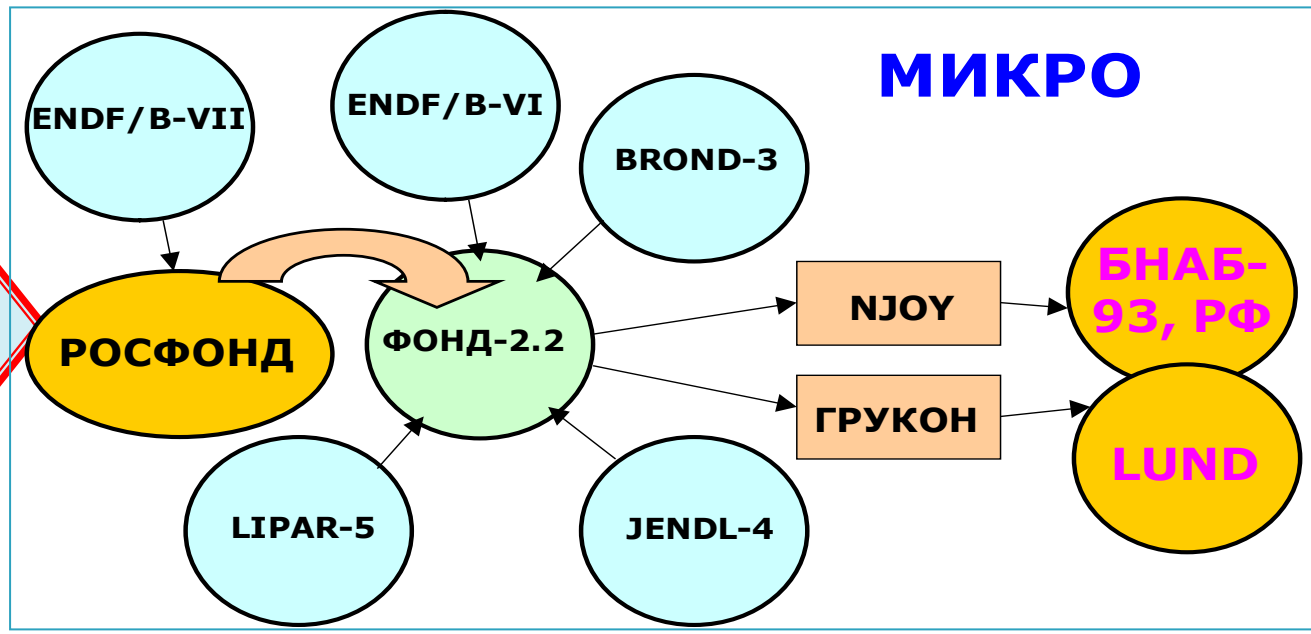 МИКРО
ENDF/B-VII
ENDF/B-VI
BROND-3
РОСФОНД
ФОНД-2.2
NJOY
БНАБ-
93, РФ
ГРУКОН
LUND
LIPAR-5
JENDL-4